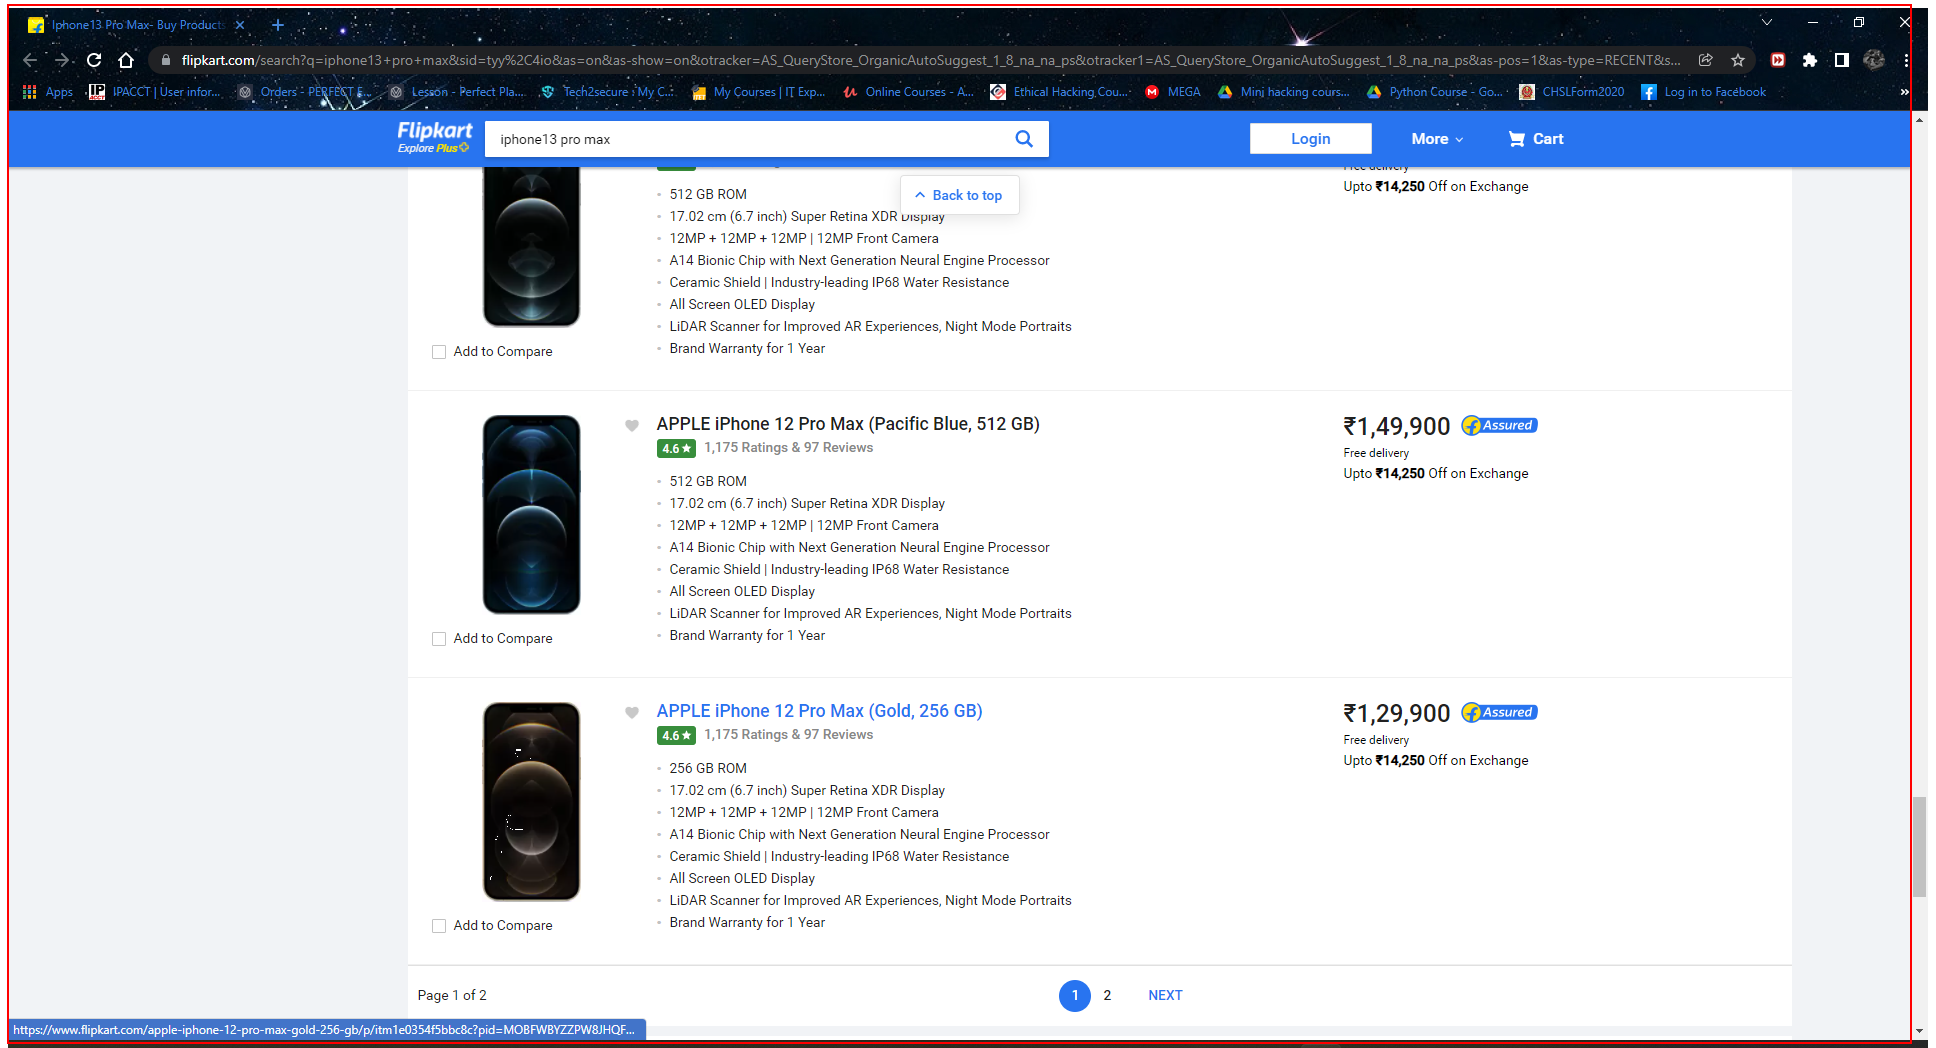 Iphone13 Pro Max- Buy Products
flipkart.com/search?q=iphone13+pro+max&sid=tyy%2C4io&as=on&as-show=on&otracker=AS_QueryStore_OrganicAutoSuggest_1_8_na_na_ps&otracker1=AS_QueryStore_OrganicAutoSuggest_1_8_na_na_ps&as-pos=1&as-type=RECENT&s...
Apps IPACCT | User infor... Orders - PERFECT E... Lesson - Perfect Pla... Tech2secure : My C... My Courses | IT Exp... Online Courses - A... Ethical Hacking Cou... MEGA Mini hacking cours... Python Course - Go... CHSLForm2020 Log in to Facebook »
Flipkart
Explore Plus
iphone13 pro max
Login
More
Cart
Back to top
Free delivery
Upto ₹14,250 Off on Exchange
512 GB ROM
17.02 cm (6.7 inch) Super Retina XDR Display
12MP + 12MP + 12MP | 12MP Front Camera
A14 Bionic Chip with Next Generation Neural Engine Processor
Ceramic Shield | Industry-leading IP68 Water Resistance
All Screen OLED Display
LiDAR Scanner for Improved AR Experiences, Night Mode Portraits
Brand Warranty for 1 Year
Add to Compare
APPLE iPhone 12 Pro Max (Pacific Blue, 512 GB)
4.6★ 1,175 Ratings & 97 Reviews
512 GB ROM
17.02 cm (6.7 inch) Super Retina XDR Display
12MP + 12MP + 12MP | 12MP Front Camera
A14 Bionic Chip with Next Generation Neural Engine Processor
Ceramic Shield | Industry-leading IP68 Water Resistance
All Screen OLED Display
LiDAR Scanner for Improved AR Experiences, Night Mode Portraits
Brand Warranty for 1 Year
₹1,49,900 Assured
Free delivery
Upto ₹14,250 Off on Exchange
Add to Compare
APPLE iPhone 12 Pro Max (Gold, 256 GB)
4.6★ 1,175 Ratings & 97 Reviews
256 GB ROM
17.02 cm (6.7 inch) Super Retina XDR Display
12MP + 12MP + 12MP | 12MP Front Camera
A14 Bionic Chip with Next Generation Neural Engine Processor
Ceramic Shield | Industry-leading IP68 Water Resistance
All Screen OLED Display
LiDAR Scanner for Improved AR Experiences, Night Mode Portraits
Brand Warranty for 1 Year
₹1,29,900 Assured
Free delivery
Upto ₹14,250 Off on Exchange
Add to Compare
Page 1 of 2
1 2 NEXT
https://www.flipkart.com/apple-iphone-12-pro-max-gold-256-gb/p/itm1e0354f5bbc8c?pid=MOBFWBYZZPW8JHQF...